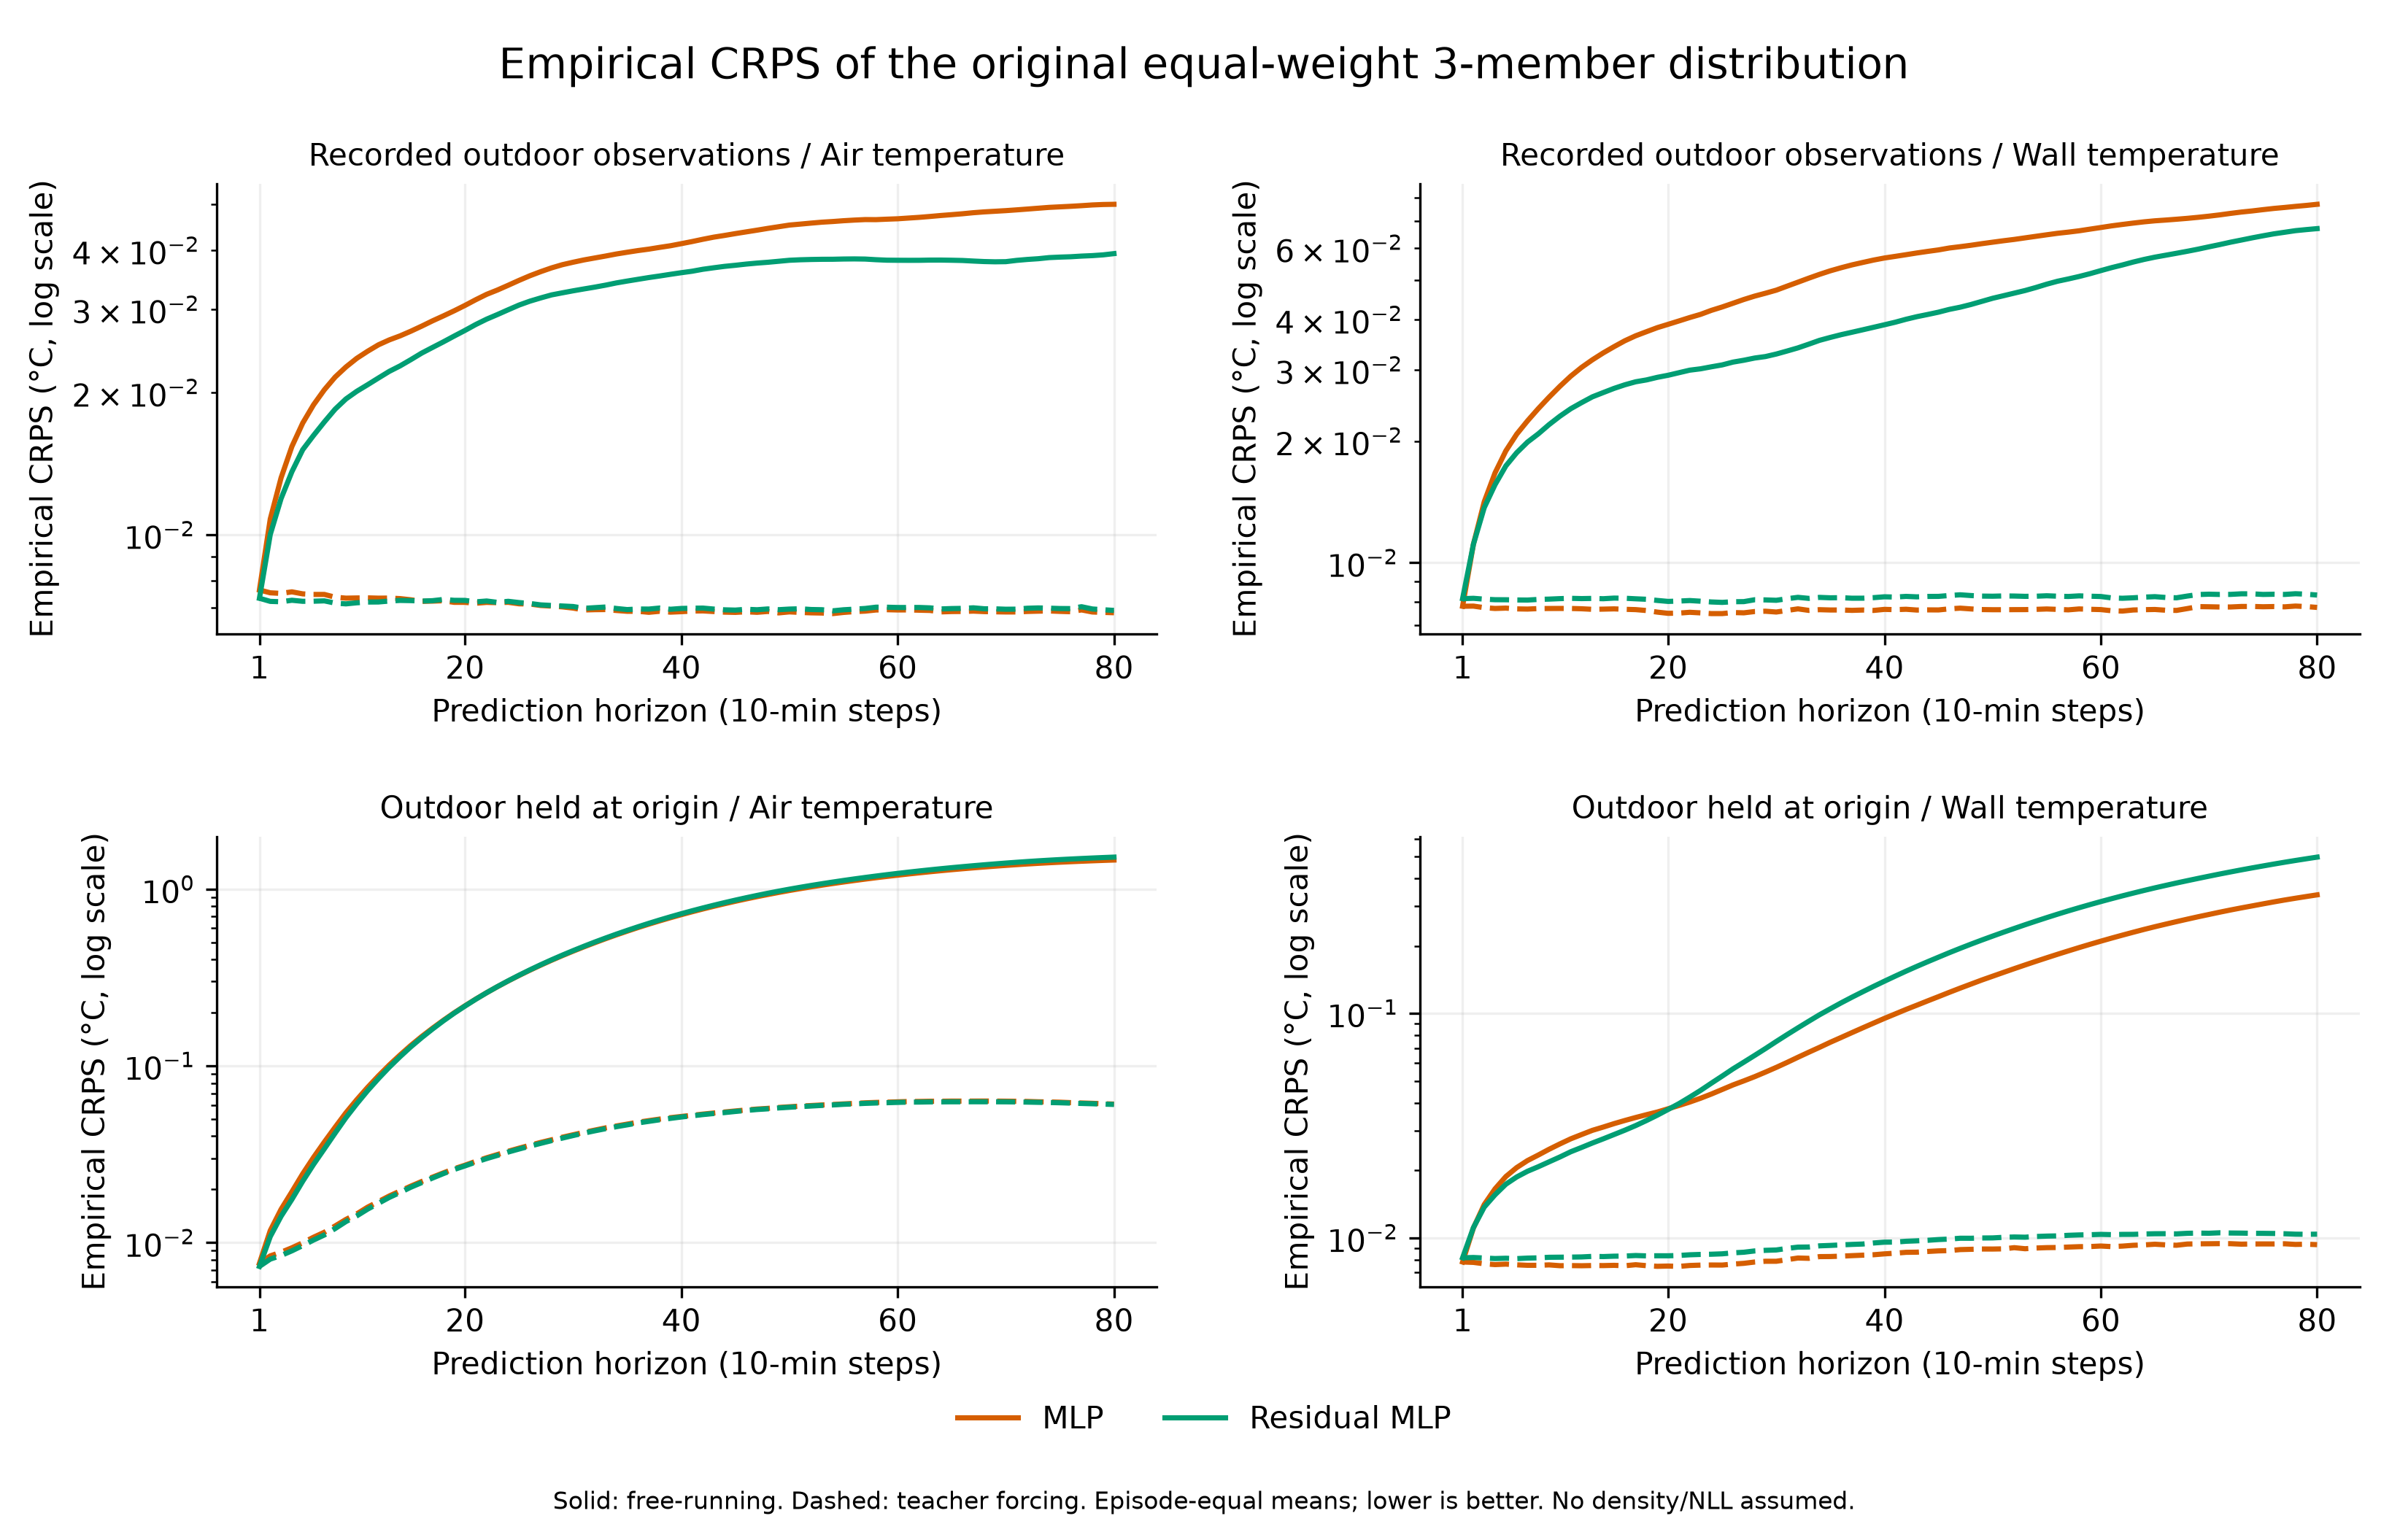 Empirical CRPS of the original equal-weight 3-member distribution
Recorded outdoor observations / Air temperature
Empirical CRPS (°C, log scale)
4 × 10⁻²
3 × 10⁻²
2 × 10⁻²
10⁻²
1 20 40 60 80
Prediction horizon (10-min steps)
Recorded outdoor observations / Wall temperature
Empirical CRPS (°C, log scale)
6 × 10⁻²
4 × 10⁻²
3 × 10⁻²
2 × 10⁻²
10⁻²
1 20 40 60 80
Prediction horizon (10-min steps)
Outdoor held at origin / Air temperature
Empirical CRPS (°C, log scale)
10⁰
10⁻¹
10⁻²
1 20 40 60 80
Prediction horizon (10-min steps)
Outdoor held at origin / Wall temperature
Empirical CRPS (°C, log scale)
10⁻¹
10⁻²
1 20 40 60 80
Prediction horizon (10-min steps)
MLP Residual MLP
Solid: free-running. Dashed: teacher forcing. Episode-equal means; lower is better. No density/NLL assumed.